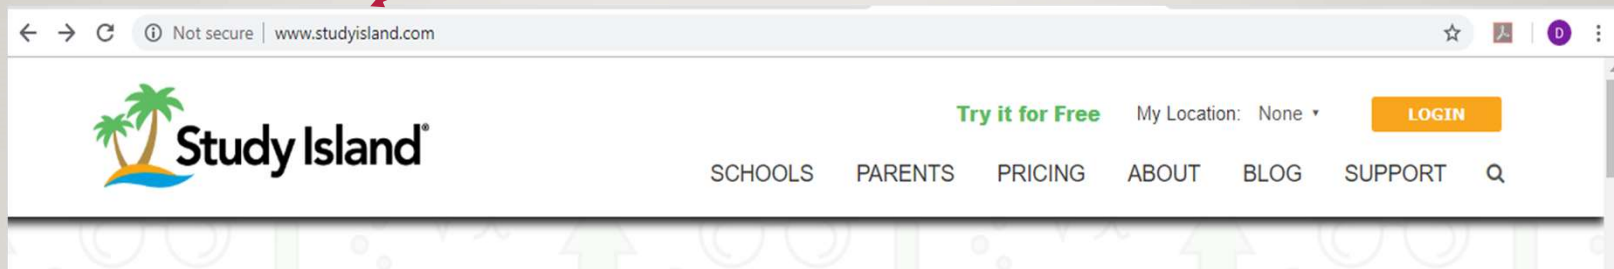 Not secure | www.studyisland.com
D
Try it for Free My Location: None
LOGIN
Study Island®
SCHOOLS PARENTS PRICING ABOUT BLOG SUPPORT